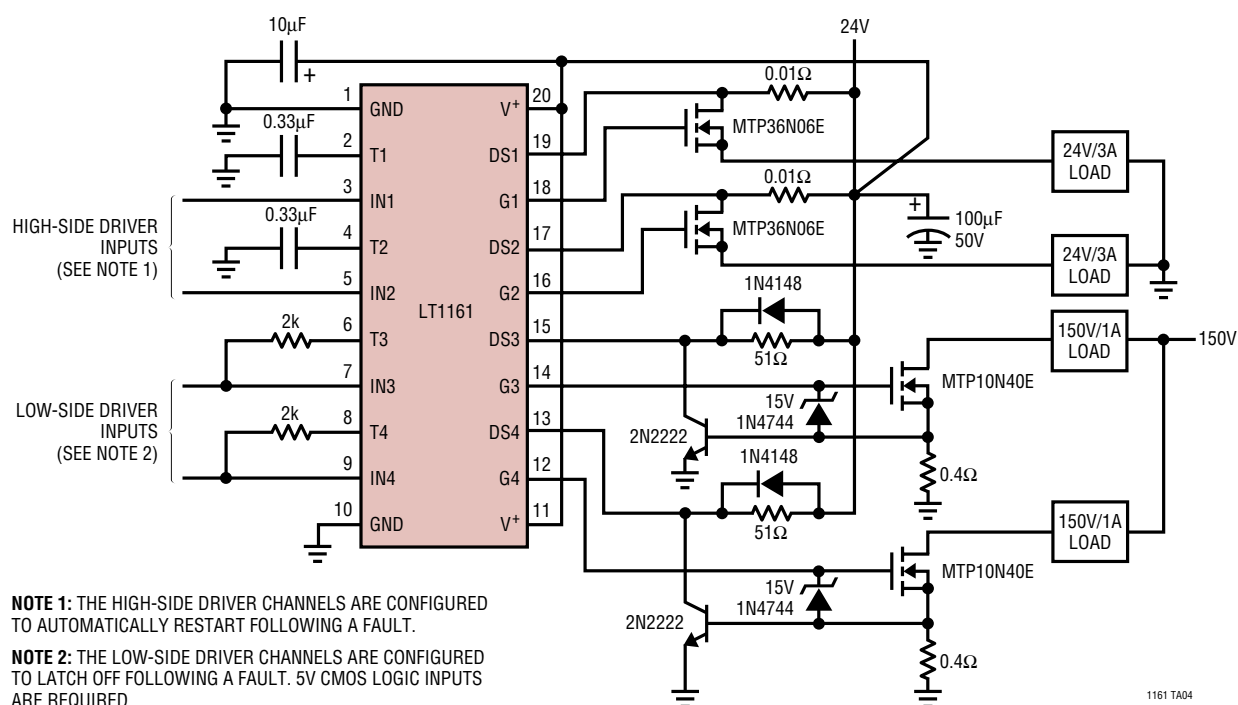 10µF
+
24V
0.01Ω
1
GND
V+
20
MTP36N06E
0.33µF
2
T1
DS1
19
24V/3A
LOAD
3
IN1
G1
18
0.01Ω
HIGH-SIDE DRIVER
INPUTS
(SEE NOTE 1)
0.33µF
4
T2
DS2
17
MTP36N06E
+
100µF
50V
24V/3A
LOAD
5
IN2
G2
16
LT1161
1N4148
2k
6
T3
DS3
15
51Ω
150V/1A
LOAD
150V
7
IN3
G3
14
MTP10N40E
15V
1N4744
LOW-SIDE DRIVER
INPUTS
(SEE NOTE 2)
2k
8
T4
DS4
13
2N2222
1N4148
0.4Ω
9
IN4
G4
12
10
GND
V+
11
51Ω
150V/1A
LOAD
MTP10N40E
15V
1N4744
2N2222
0.4Ω
NOTE 1: THE HIGH-SIDE DRIVER CHANNELS ARE CONFIGURED
TO AUTOMATICALLY RESTART FOLLOWING A FAULT.
NOTE 2: THE LOW-SIDE DRIVER CHANNELS ARE CONFIGURED
TO LATCH OFF FOLLOWING A FAULT. 5V CMOS LOGIC INPUTS
ARE REQUIRED
1161 TA04